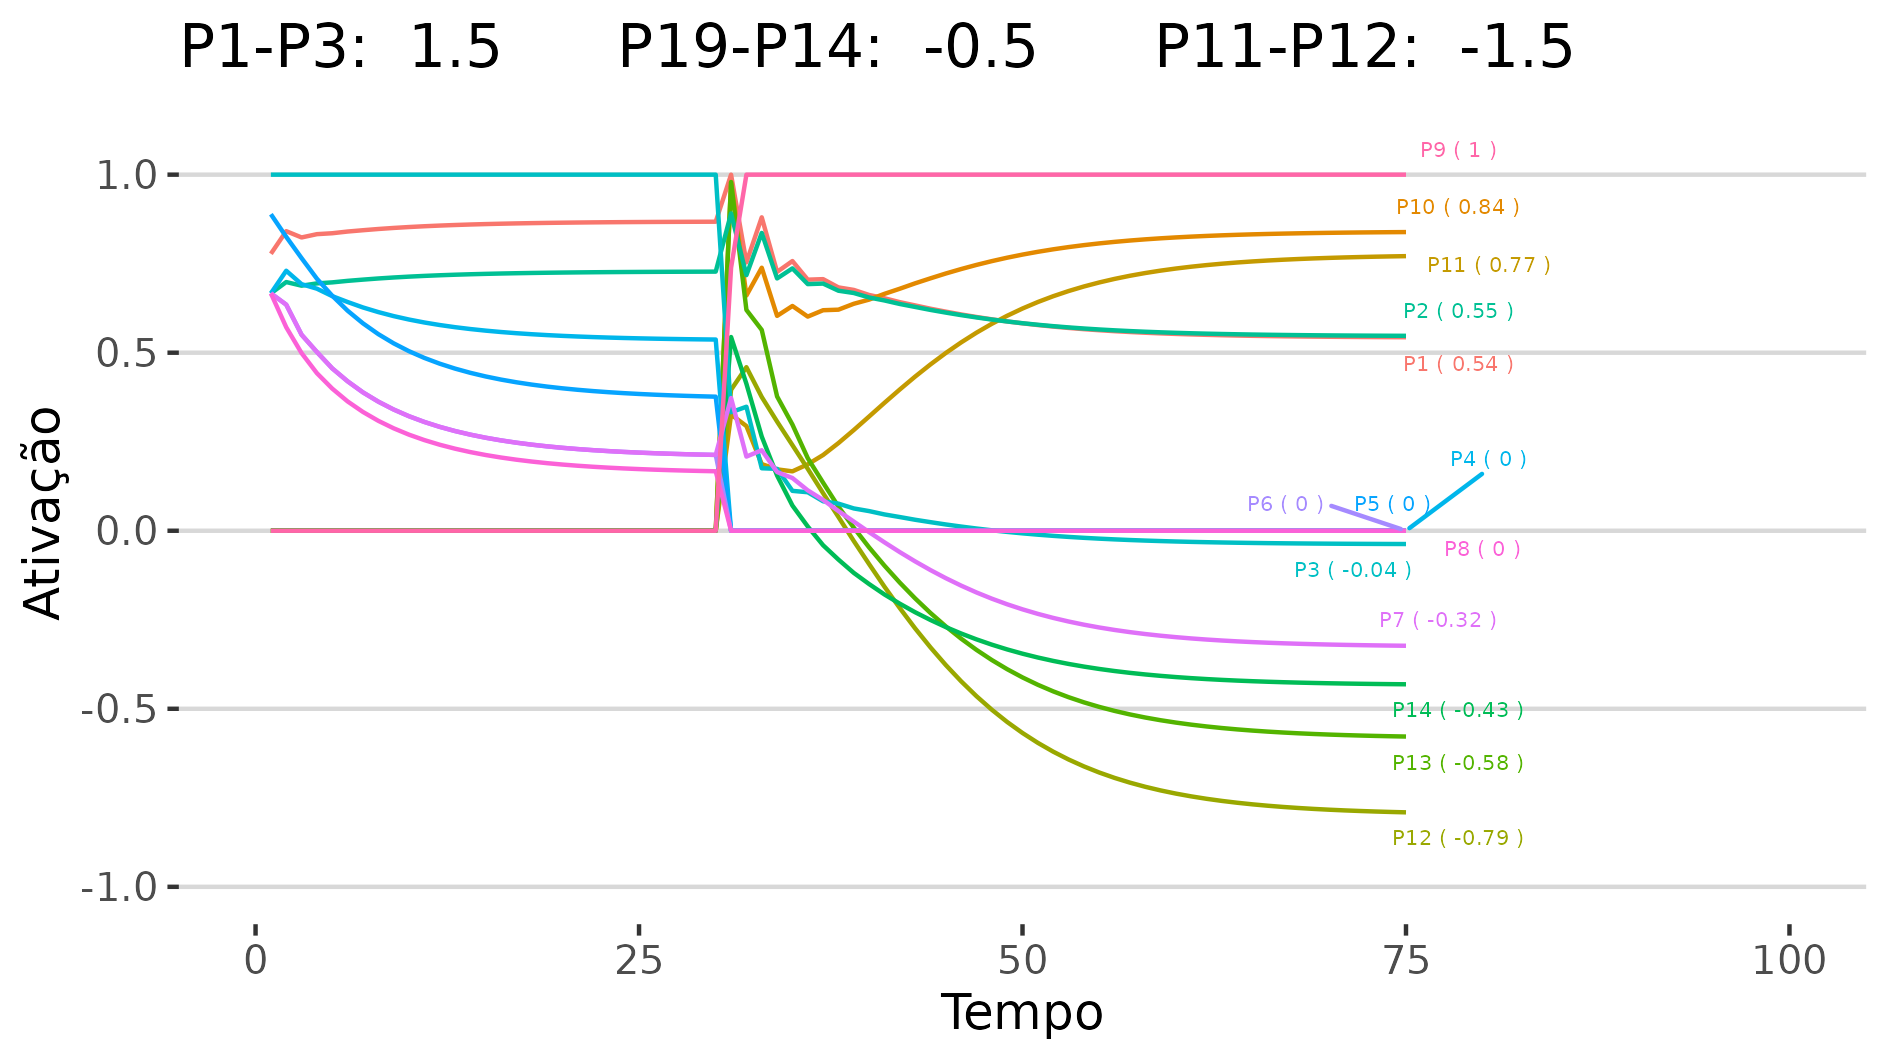 P1-P3: 1.5 P19-P14: -0.5 P11-P12: -1.5
P9 ( 1 )
1.0
P10 ( 0.84 )
P11 ( 0.77 )
P2 ( 0.55 )
0.5
P1 ( 0.54 )
P4 ( 0 )
P6 ( 0 ) P5 ( 0 )
0.0
P8 ( 0 )
P3 ( -0.04 )
P7 ( -0.32 )
-0.5
P14 ( -0.43 )
P13 ( -0.58 )
P12 ( -0.79 )
-1.0
Ativação
0 25 50 75 100
Tempo